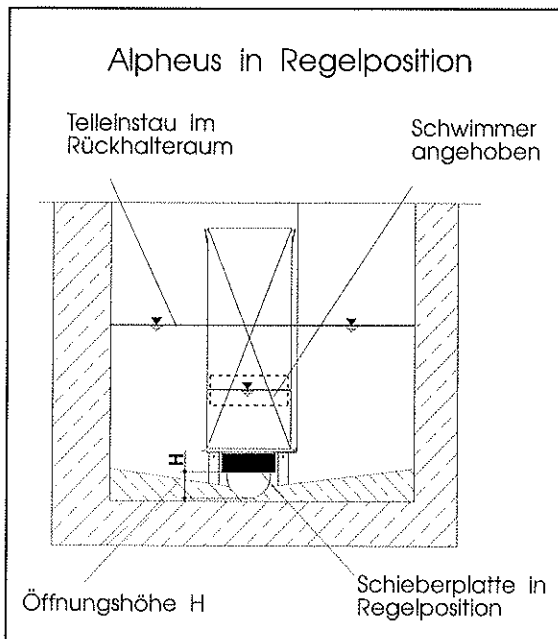 Alpheus in Regelposition
Teileinstau im
Rückhalteraum
Schwimmer
angehoben
H
Öffnungshöhe H
Schieberplatte in
Regelposition